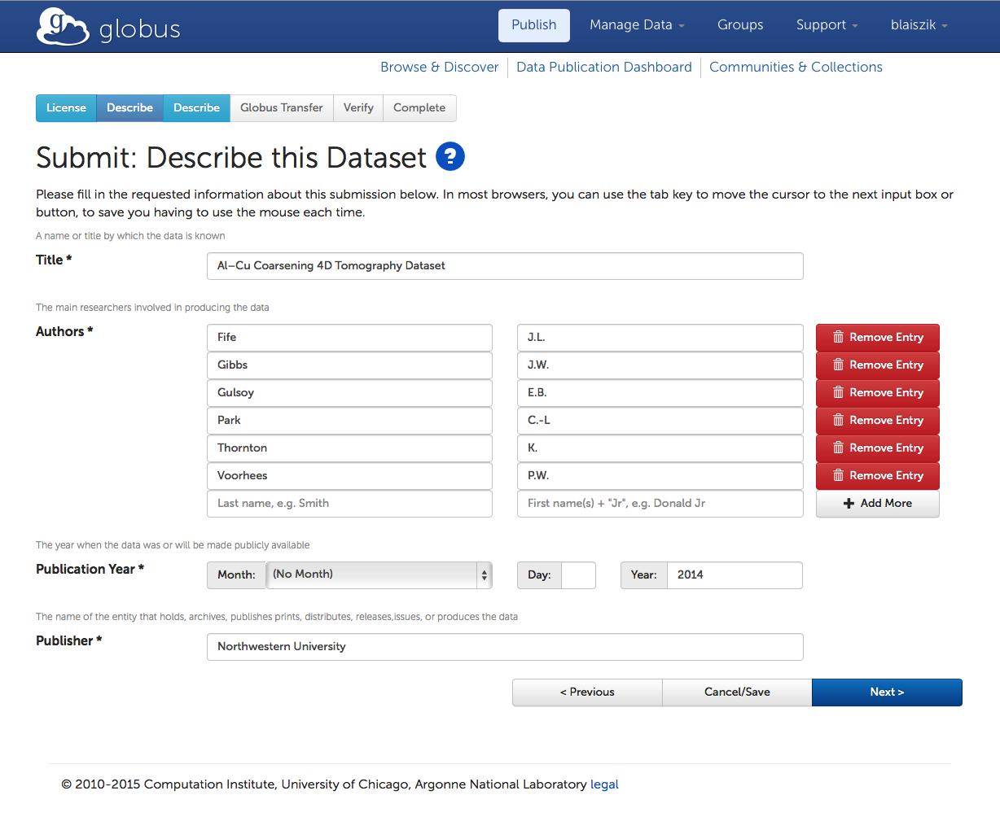 g globus
Publish Manage Data Groups Support blaiszik
Browse & Discover Data Publication Dashboard Communities & Collections
License Describe Describe Globus Transfer Verify Complete
Submit: Describe this Dataset ?
Please fill in the requested information about this submission below. In most browsers, you can use the tab key to move the cursor to the next input box or
button, to save you having to use the mouse each time.
A name or title by which the data is known
Title * Al–Cu Coarsening 4D Tomography Dataset
The main researchers involved in producing the data
Authors * Fife J.L. Remove Entry
Gibbs J.W. Remove Entry
Gulsoy E.B. Remove Entry
Park C.-L Remove Entry
Thornton K. Remove Entry
Voorhees P.W. Remove Entry
Last name, e.g. Smith First name(s) + "Jr", e.g. Donald Jr Add More
The year when the data was or will be made publicly available
Publication Year * Month: (No Month) Day: Year: 2014
The name of the entity that holds, archives, publishes prints, distributes, releases,issues, or produces the data
Publisher * Northwestern University
< Previous Cancel/Save Next >
© 2010-2015 Computation Institute, University of Chicago, Argonne National Laboratory legal